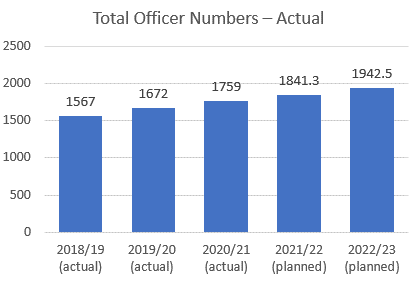 Total Officer Numbers – Actual
2500
2000
1500
1000
500
0
1567
1672
1759
1841.3
1942.5
2018/19
(actual)
2019/20
(actual)
2020/21
(actual)
2021/22
(planned)
2022/23
(planned)